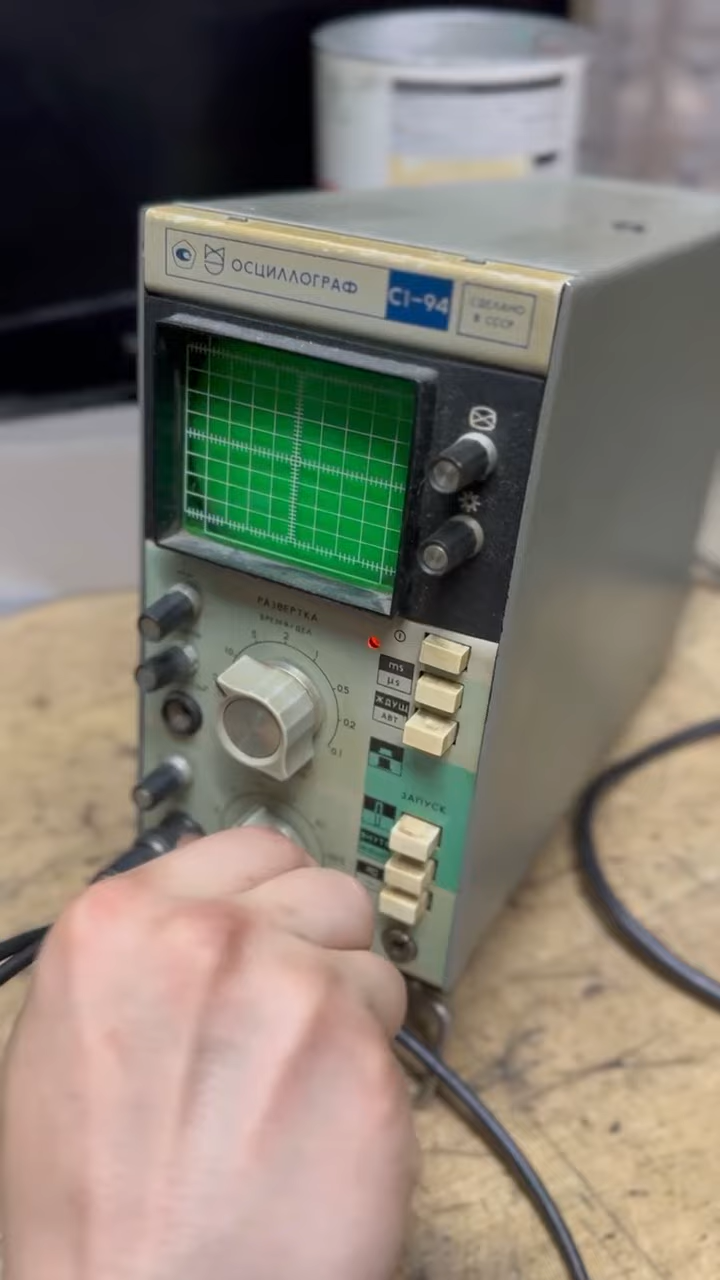 ОСЦИЛЛОГРАФ
С1-94
СДЕЛАНО
В СССР
РАЗВЕРТКА
ВРЕМЯ/ДЕЛ
10
5
2
1
0.5
0.2
0.1
ms
µs
ЖДУЩ
АВТ
ЗАПУСК